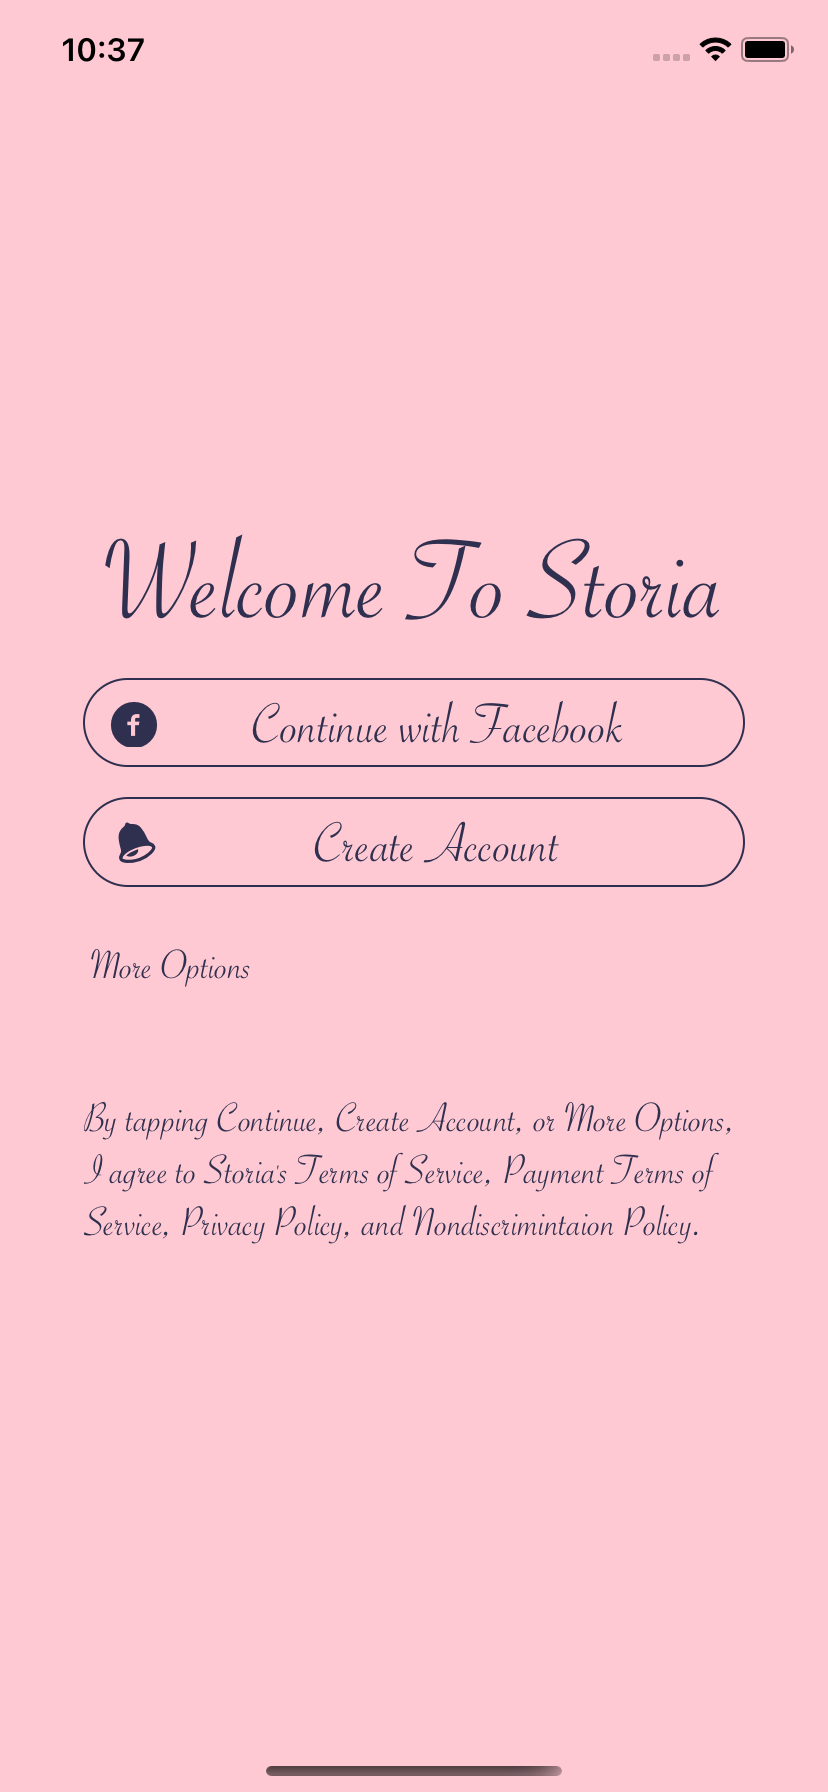 10:37
Welcome To Storia
Continue with Facebook
Create Account
More Options
By tapping Continue, Create Account, or More Options,
I agree to Storia's Terms of Service, Payment Terms of
Service, Privacy Policy, and Nondiscrimintaion Policy.